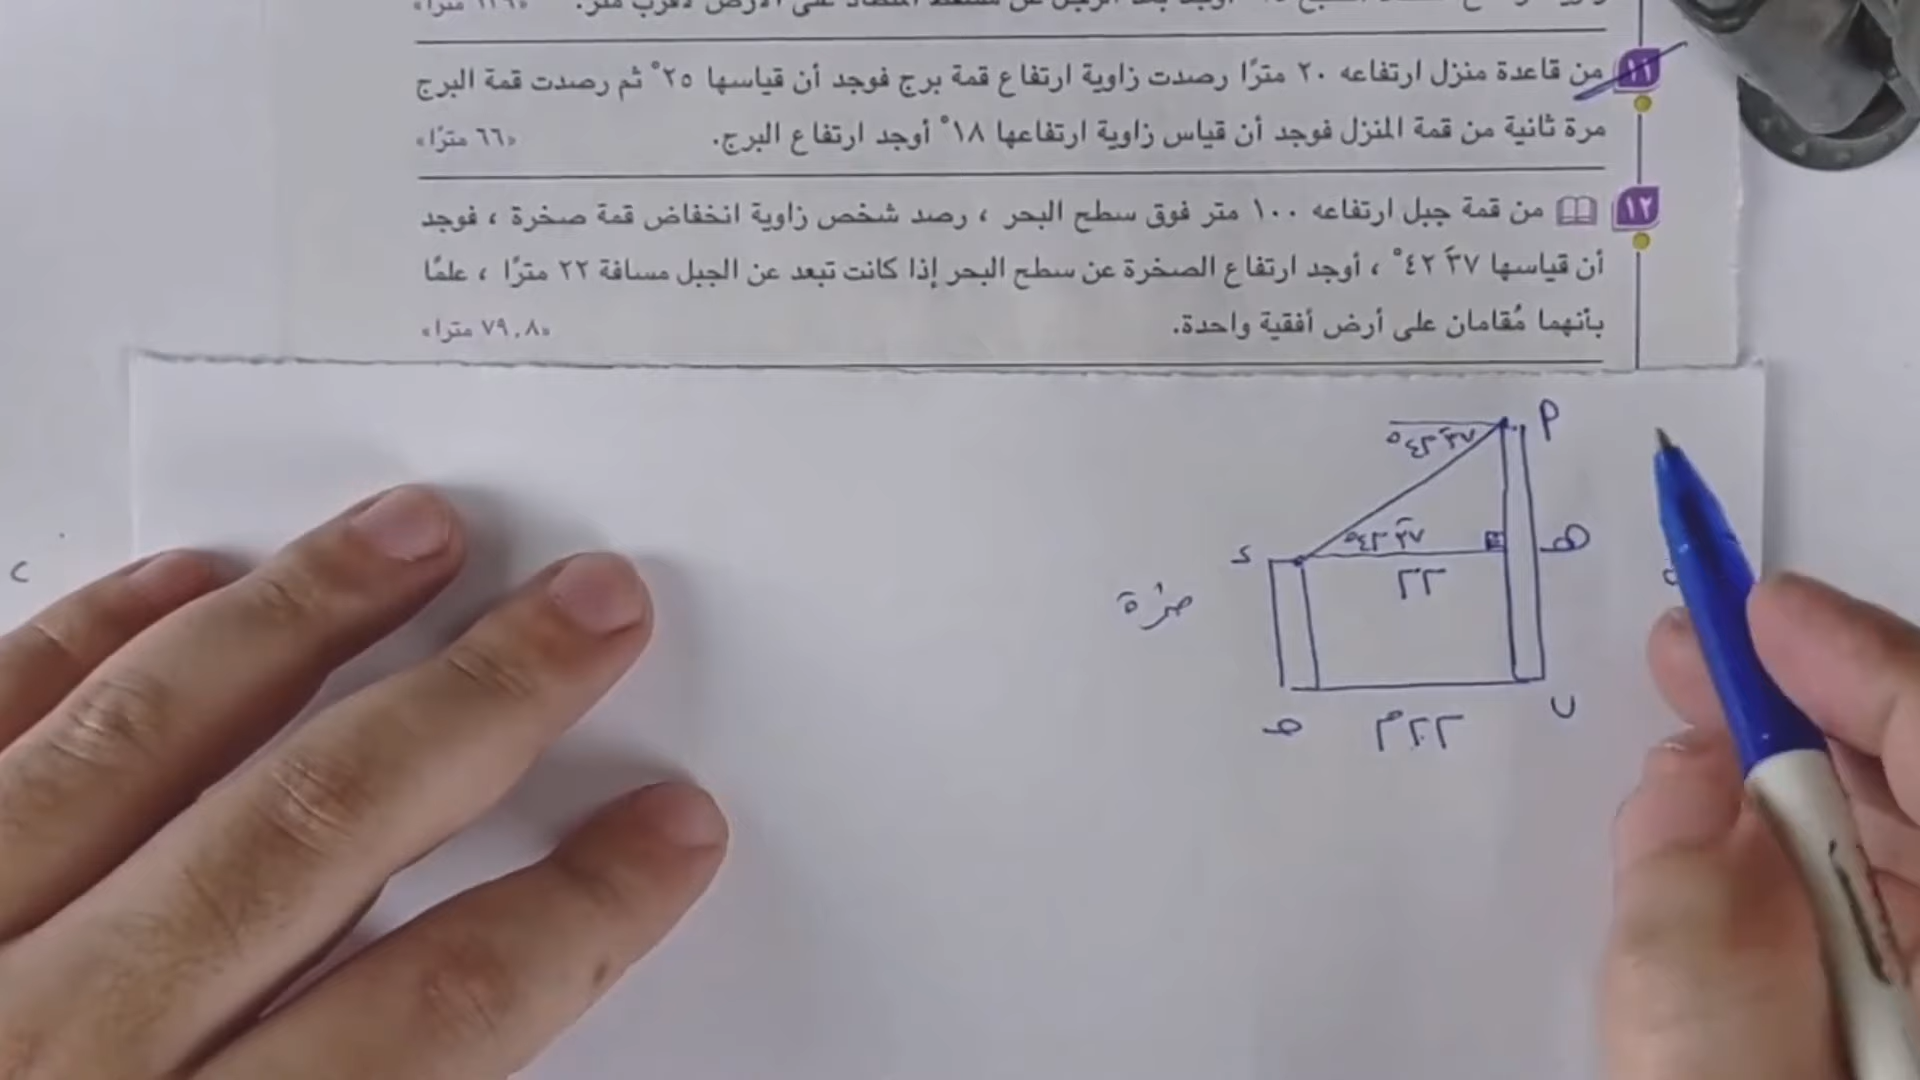 ١١ من قاعدة منزل ارتفاعه ٢٠ مترًا رصدت زاوية ارتفاع قمة برج فوجد أن قياسها ٢٥° ثم رصدت قمة البرج
مرة ثانية من قمة المنزل فوجد أن قياس زاوية ارتفاعها ١٨° أوجد ارتفاع البرج. «٦٦ مترًا»
١٢ من قمة جبل ارتفاعه ١٠٠ متر فوق سطح البحر ، رصد شخص زاوية انخفاض قمة صخرة ، فوجد
أن قياسها ٣٧ َ ٤٢° ، أوجد ارتفاع الصخرة عن سطح البحر إذا كانت تبعد عن الجبل مسافة ٢٢ مترًا ، علمًا
بأنهما مُقامان على أرض أفقية واحدة. «٧٩,٨ مترا»
٣٧ َ ٤٢°
٣٧ َ ٤٢°
ء
ه
٢٢
صخرة
ب
٢٢م